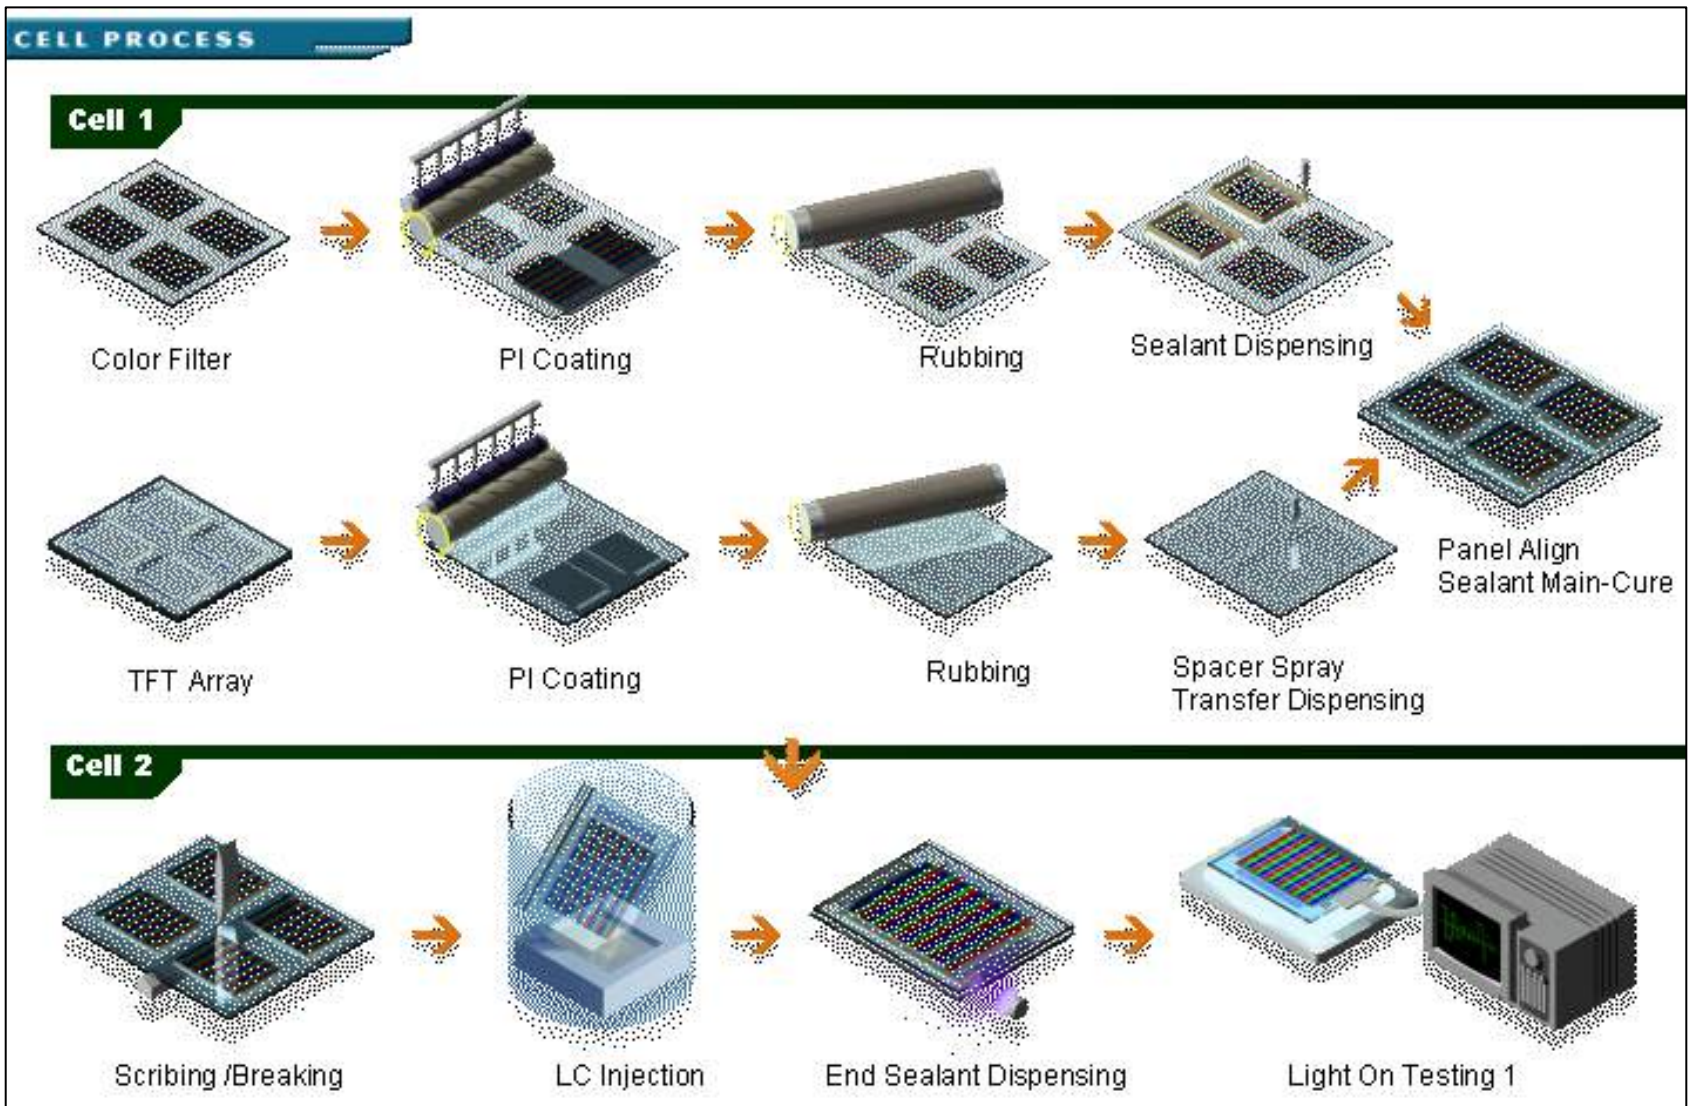 CELL PROCESS
Cell 1
Color Filter
PI Coating
Rubbing
Sealant Dispensing
TFT Array
PI Coating
Rubbing
Spacer Spray
Transfer Dispensing
Panel Align
Sealant Main-Cure
Cell 2
Scribing /Breaking
LC Injection
End Sealant Dispensing
Light On Testing 1